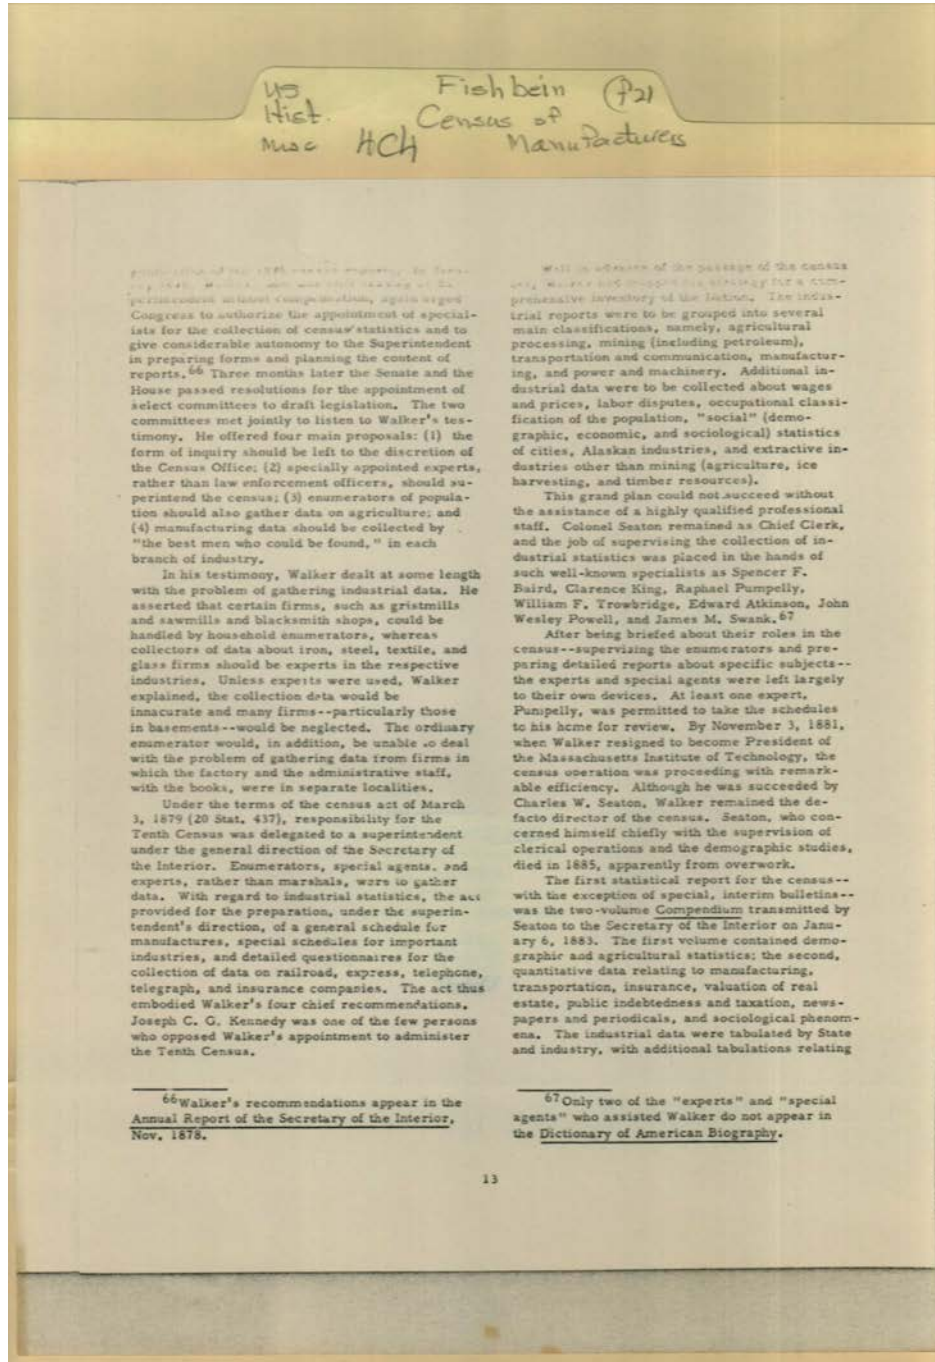 US
Hist.
Misc
HCH
Fishbein
Census of
Manufacturers
P21
perintendent without compensation, again urged
Congress to authorize the appointment of special-
ists for the collection of census statistics and to
give considerable autonomy to the Superintendent
in preparing forms and planning the content of
reports.66 Three months later the Senate and the
House passed resolutions for the appointment of
select committees to draft legislation. The two
committees met jointly to listen to Walker's tes-
timony. He offered four main proposals: (1) the
form of inquiry should be left to the discretion of
the Census Office; (2) specially appointed experts,
rather than law enforcement officers, should su-
perintend the census; (3) enumerators of popula-
tion should also gather data on agriculture; and
(4) manufacturing data should be collected by
"the best men who could be found," in each
branch of industry.
In his testimony, Walker dealt at some length
with the problem of gathering industrial data. He
asserted that certain firms, such as gristmills
and sawmills and blacksmith shops, could be
handled by household enumerators, whereas
collectors of data about iron, steel, textile, and
glass firms should be experts in the respective
industries. Unless experts were used, Walker
explained, the collection data would be
innacurate and many firms--particularly those
in basements--would be neglected. The ordinary
enumerator would, in addition, be unable to deal
with the problem of gathering data from firms in
which the factory and the administrative staff,
with the books, were in separate localities.
Under the terms of the census act of March
3, 1879 (20 Stat. 437), responsibility for the
Tenth Census was delegated to a superintendent
under the general direction of the Secretary of
the Interior. Enumerators, special agents, and
experts, rather than marshals, were to gather
data. With regard to industrial statistics, the act
provided for the preparation, under the superin-
tendent's direction, of a general schedule for
manufactures, special schedules for important
industries, and detailed questionnaires for the
collection of data on railroad, express, telephone,
telegraph, and insurance companies. The act thus
embodied Walker's four chief recommendations.
Joseph C. G. Kennedy was one of the few persons
who opposed Walker's appointment to administer
the Tenth Census.
66Walker's recommendations appear in the
Annual Report of the Secretary of the Interior,
Nov. 1878.
Well in advance of the passage of the census
strategy for a com-
prehensive inventory of the Nation. The indus-
trial reports were to be grouped into several
main classifications, namely, agricultural
processing, mining (including petroleum),
transportation and communication, manufactur-
ing, and power and machinery. Additional in-
dustrial data were to be collected about wages
and prices, labor disputes, occupational classi-
fication of the population, "social" (demo-
graphic, economic, and sociological) statistics
of cities, Alaskan industries, and extractive in-
dustries other than mining (agriculture, ice
harvesting, and timber resources).
This grand plan could not succeed without
the assistance of a highly qualified professional
staff. Colonel Seaton remained as Chief Clerk,
and the job of supervising the collection of in-
dustrial statistics was placed in the hands of
such well-known specialists as Spencer F.
Baird, Clarence King, Raphael Pumpelly,
William F. Trowbridge, Edward Atkinson, John
Wesley Powell, and James M. Swank.67
After being briefed about their roles in the
census--supervising the enumerators and pre-
paring detailed reports about specific subjects--
the experts and special agents were left largely
to their own devices. At least one expert,
Pumpelly, was permitted to take the schedules
to his home for review. By November 3, 1881,
when Walker resigned to become President of
the Massachusetts Institute of Technology, the
census operation was proceeding with remark-
able efficiency. Although he was succeeded by
Charles W. Seaton, Walker remained the de-
facto director of the census. Seaton, who con-
cerned himself chiefly with the supervision of
clerical operations and the demographic studies,
died in 1885, apparently from overwork.
The first statistical report for the census--
with the exception of special, interim bulletins--
was the two-volume Compendium transmitted by
Seaton to the Secretary of the Interior on Janu-
ary 6, 1883. The first volume contained demo-
graphic and agricultural statistics; the second,
quantitative data relating to manufacturing,
transportation, insurance, valuation of real
estate, public indebtedness and taxation, news-
papers and periodicals, and sociological phenom-
ena. The industrial data were tabulated by State
and industry, with additional tabulations relating
67Only two of the "experts" and "special
agents" who assisted Walker do not appear in
the Dictionary of American Biography.
13